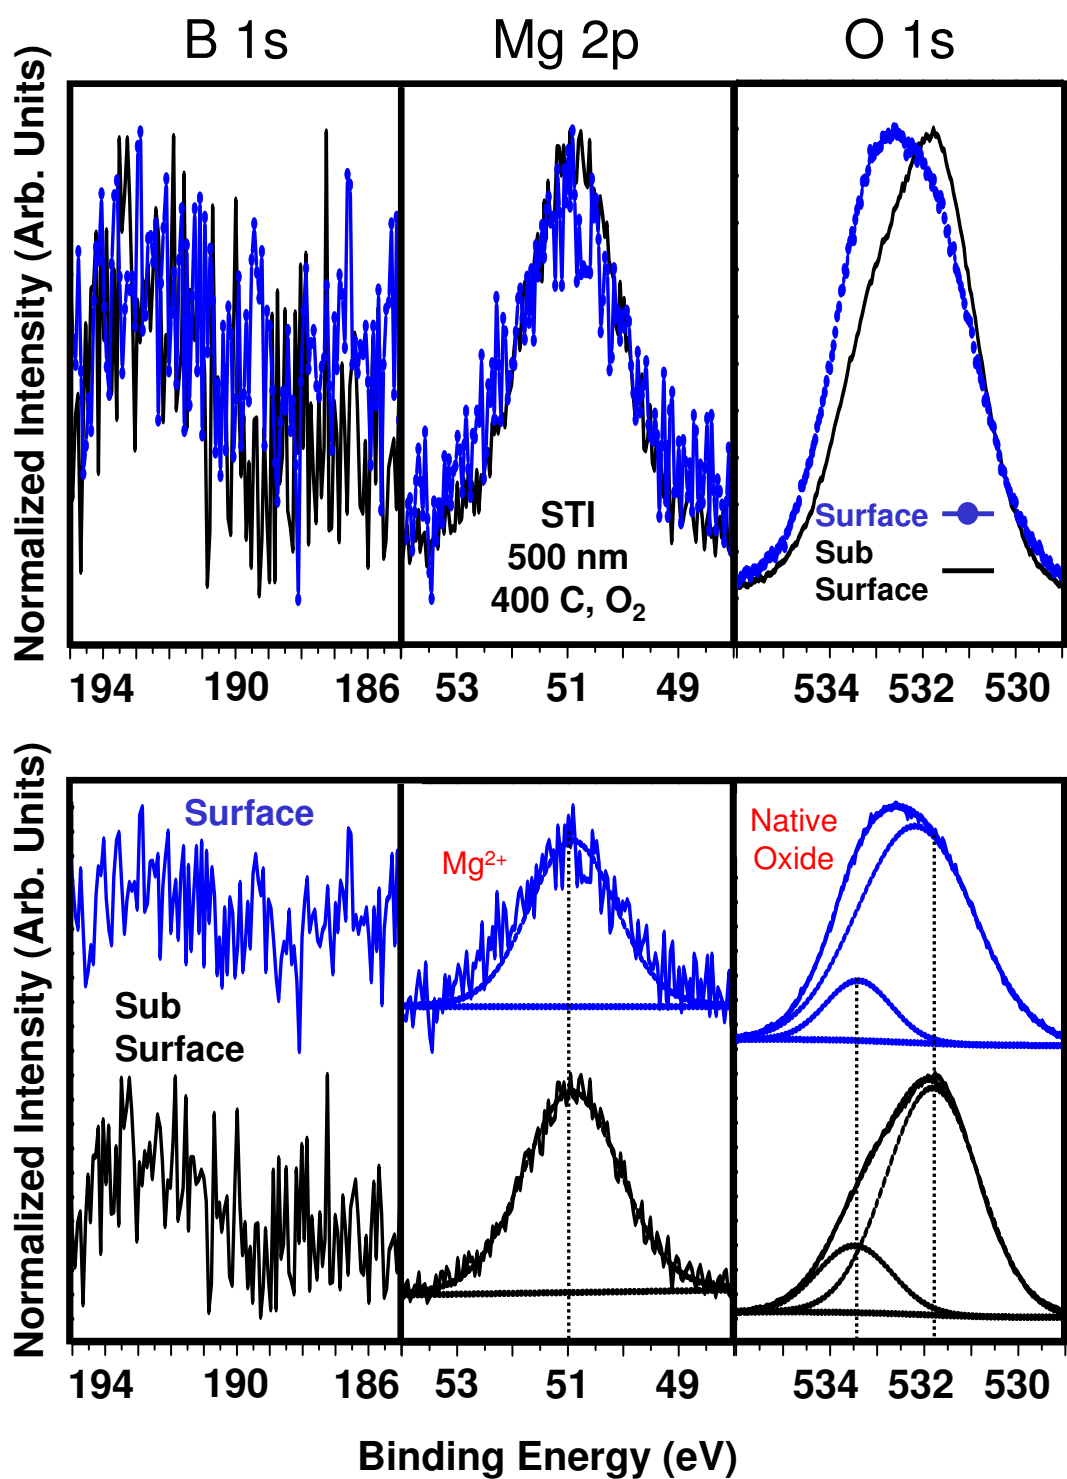 B 1s
Mg 2p
O 1s
Normalized Intensity (Arb. Units)
STI
500 nm
400 C, O₂
Surface
Sub
Surface
194 190 186 53 51 49 534 532 530
Normalized Intensity (Arb. Units)
Surface
Sub
Surface
Mg²⁺
Native
Oxide
194 190 186 53 51 49 534 532 530
Binding Energy (eV)